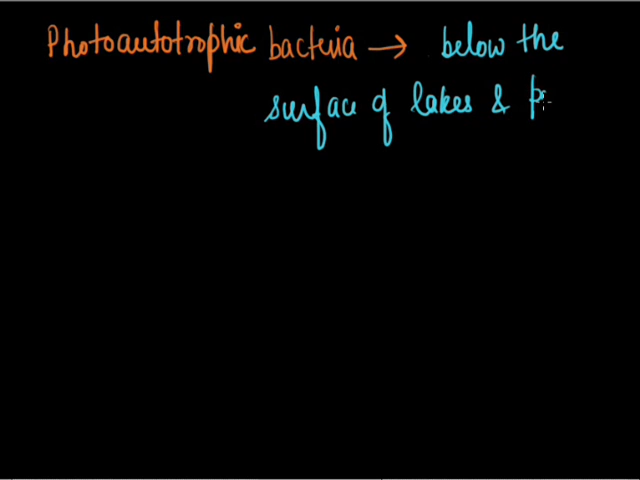 Photoautotrophic bacteria → below the
surface of lakes &